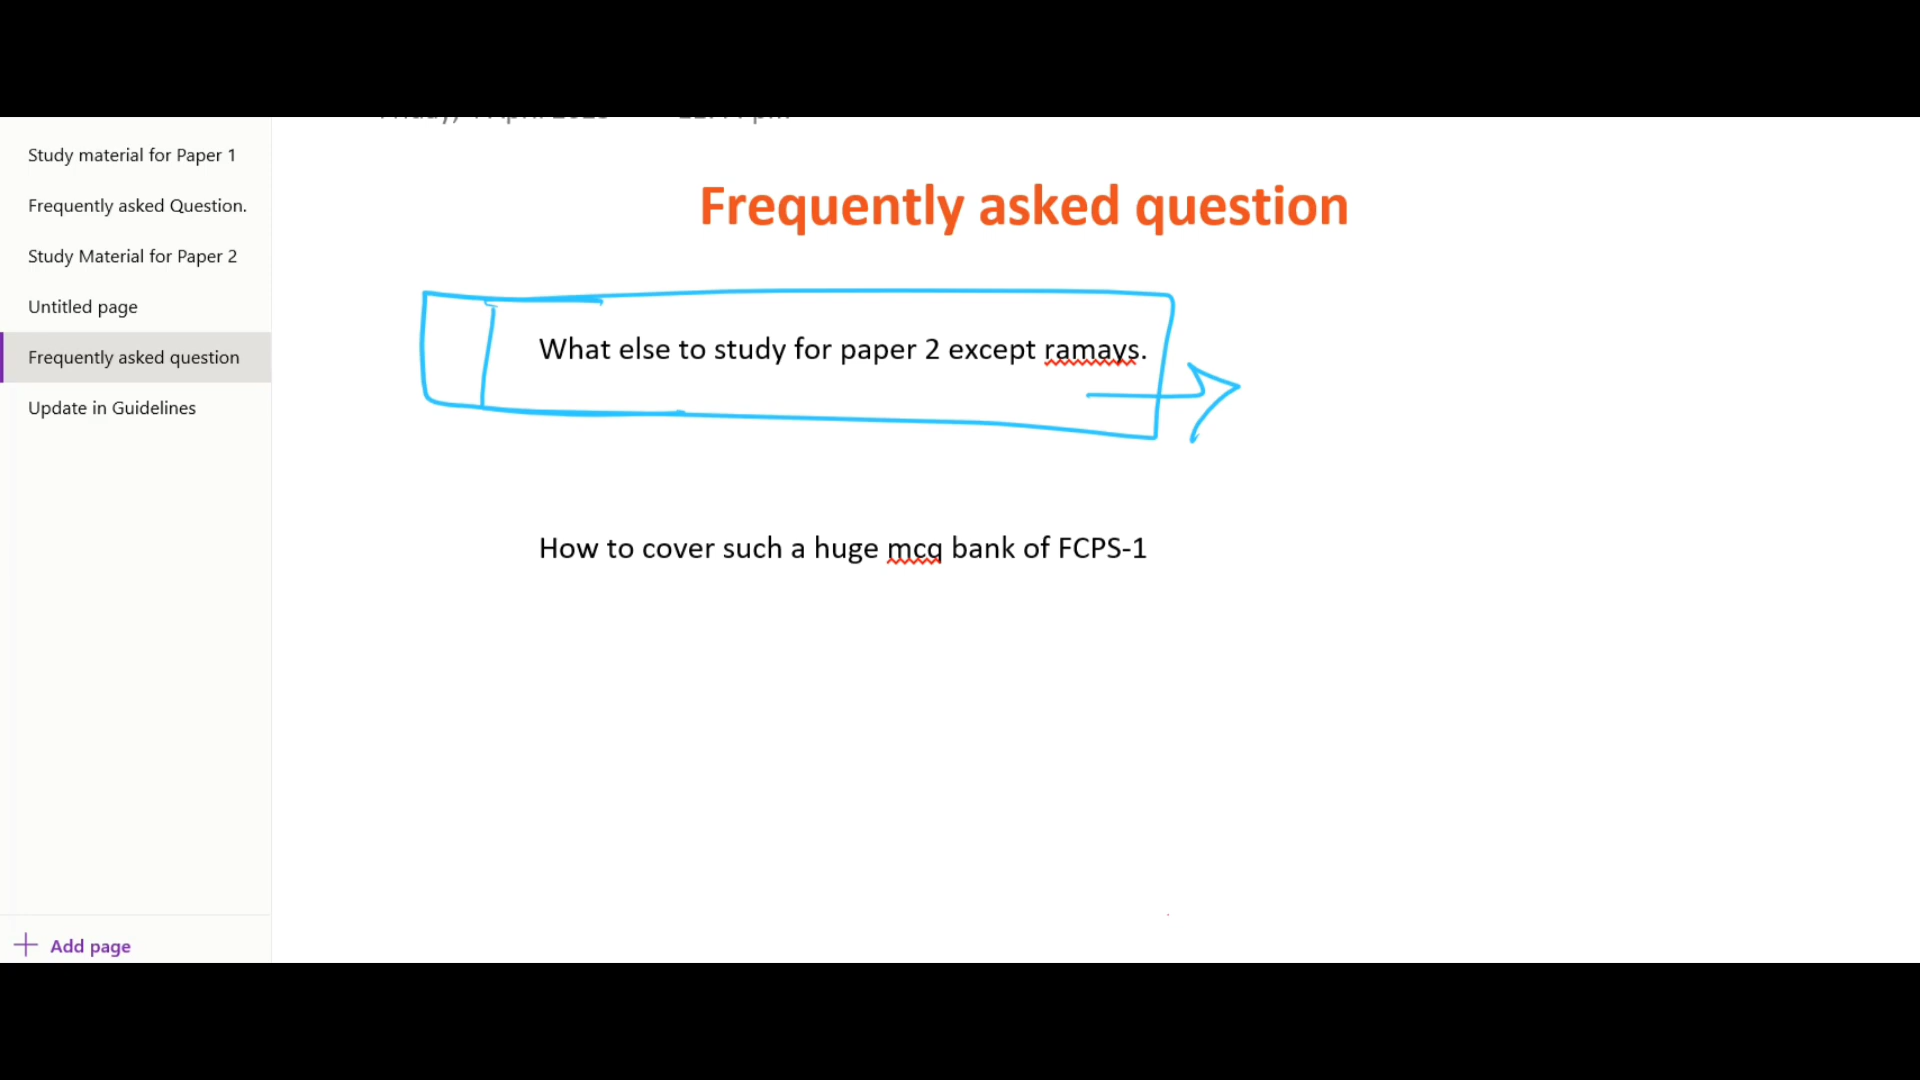 Study material for Paper 1
Frequently asked Question.
Study Material for Paper 2
Untitled page
Frequently asked question
Update in Guidelines
Add page
Frequently asked question
What else to study for paper 2 except ramays.
How to cover such a huge mcq bank of FCPS-1